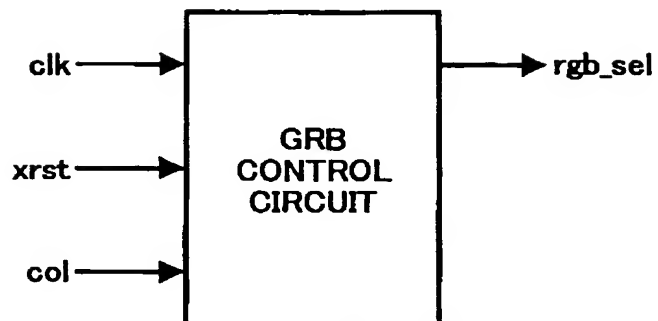 clk
xrst
col
GRB
CONTROL
CIRCUIT
rgb_sel